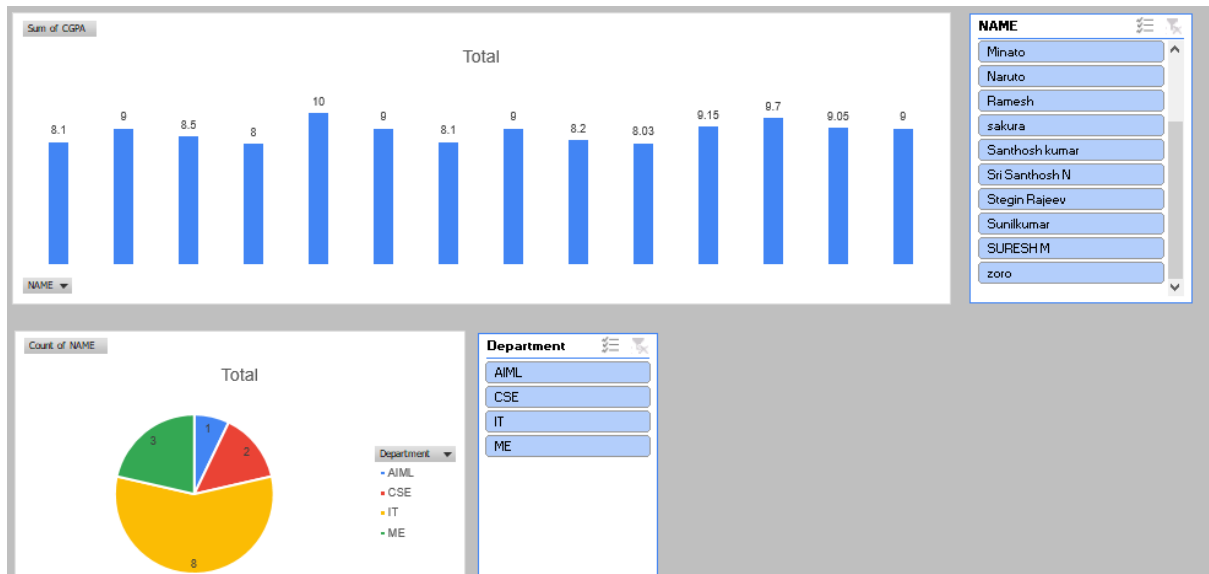 Sum of CGPA
Total
8.1 9 8.5 8 10 9 8.1 9 8.2 8.03 9.15 9.7 9.05 9
NAME
NAME
Minato
Naruto
Ramesh
sakura
Santhosh kumar
Sri Santhosh N
Stegin Rajeev
Sunilkumar
SURESH M
zoro
Count of NAME
Total
1
2
3
8
Department
AIML
CSE
IT
ME
Department
AIML
CSE
IT
ME